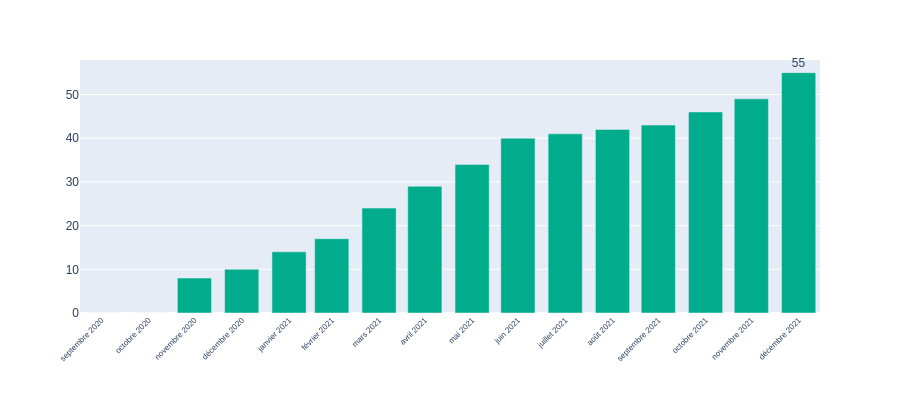 55
50
40
30
20
10
0
septembre 2020
octobre 2020
novembre 2020
décembre 2020
janvier 2021
février 2021
mars 2021
avril 2021
mai 2021
juin 2021
juillet 2021
août 2021
septembre 2021
octobre 2021
novembre 2021
décembre 2021